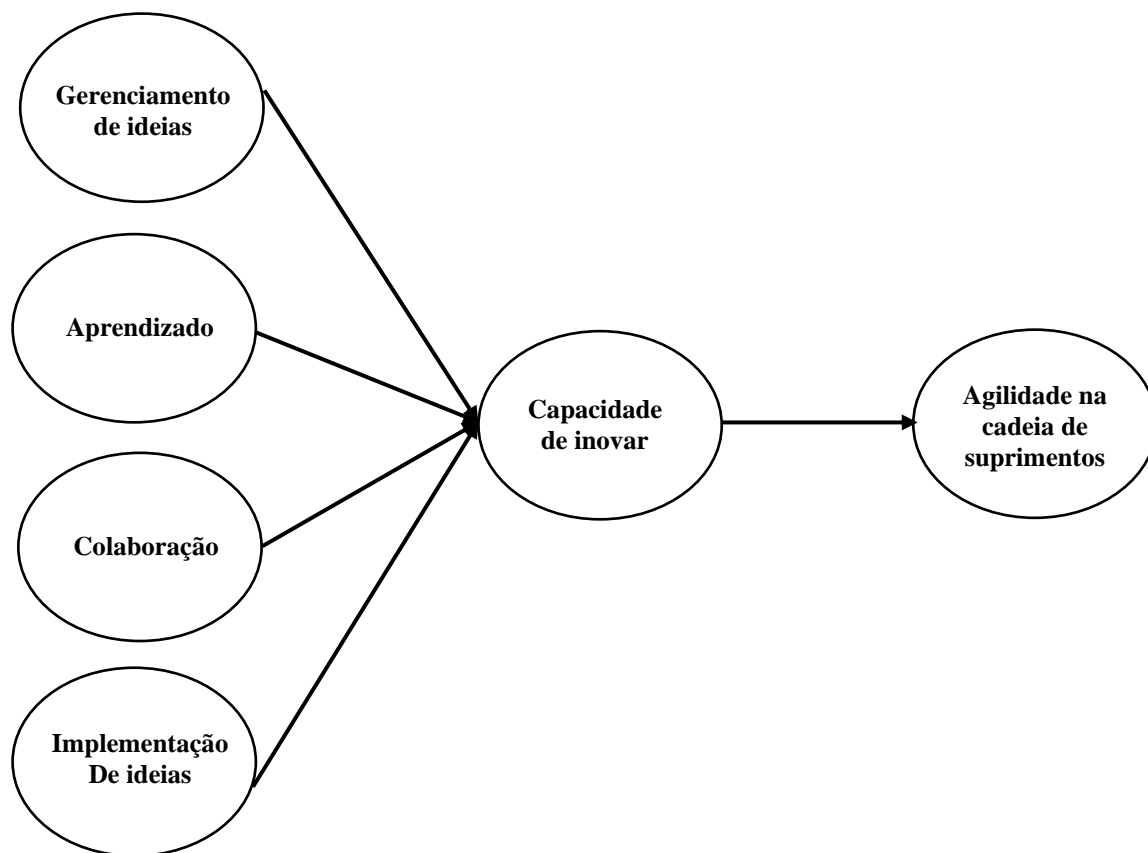 Gerenciamento
de ideias
Aprendizado
Colaboração
Implementação
De ideias
Capacidade
de inovar
Agilidade na
cadeia de
suprimentos